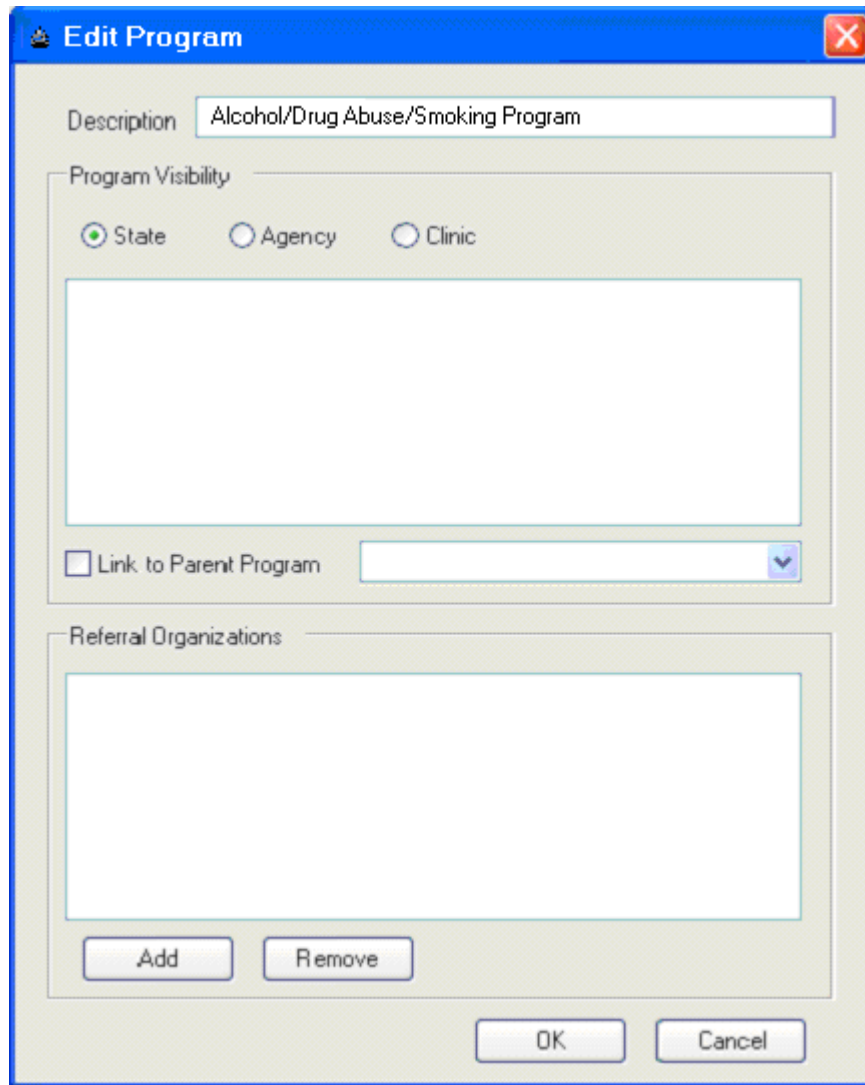 Edit Program
Description Alcohol/Drug Abuse/Smoking Program
Program Visibility
State Agency Clinic
Link to Parent Program
Referral Organizations
Add Remove
OK Cancel